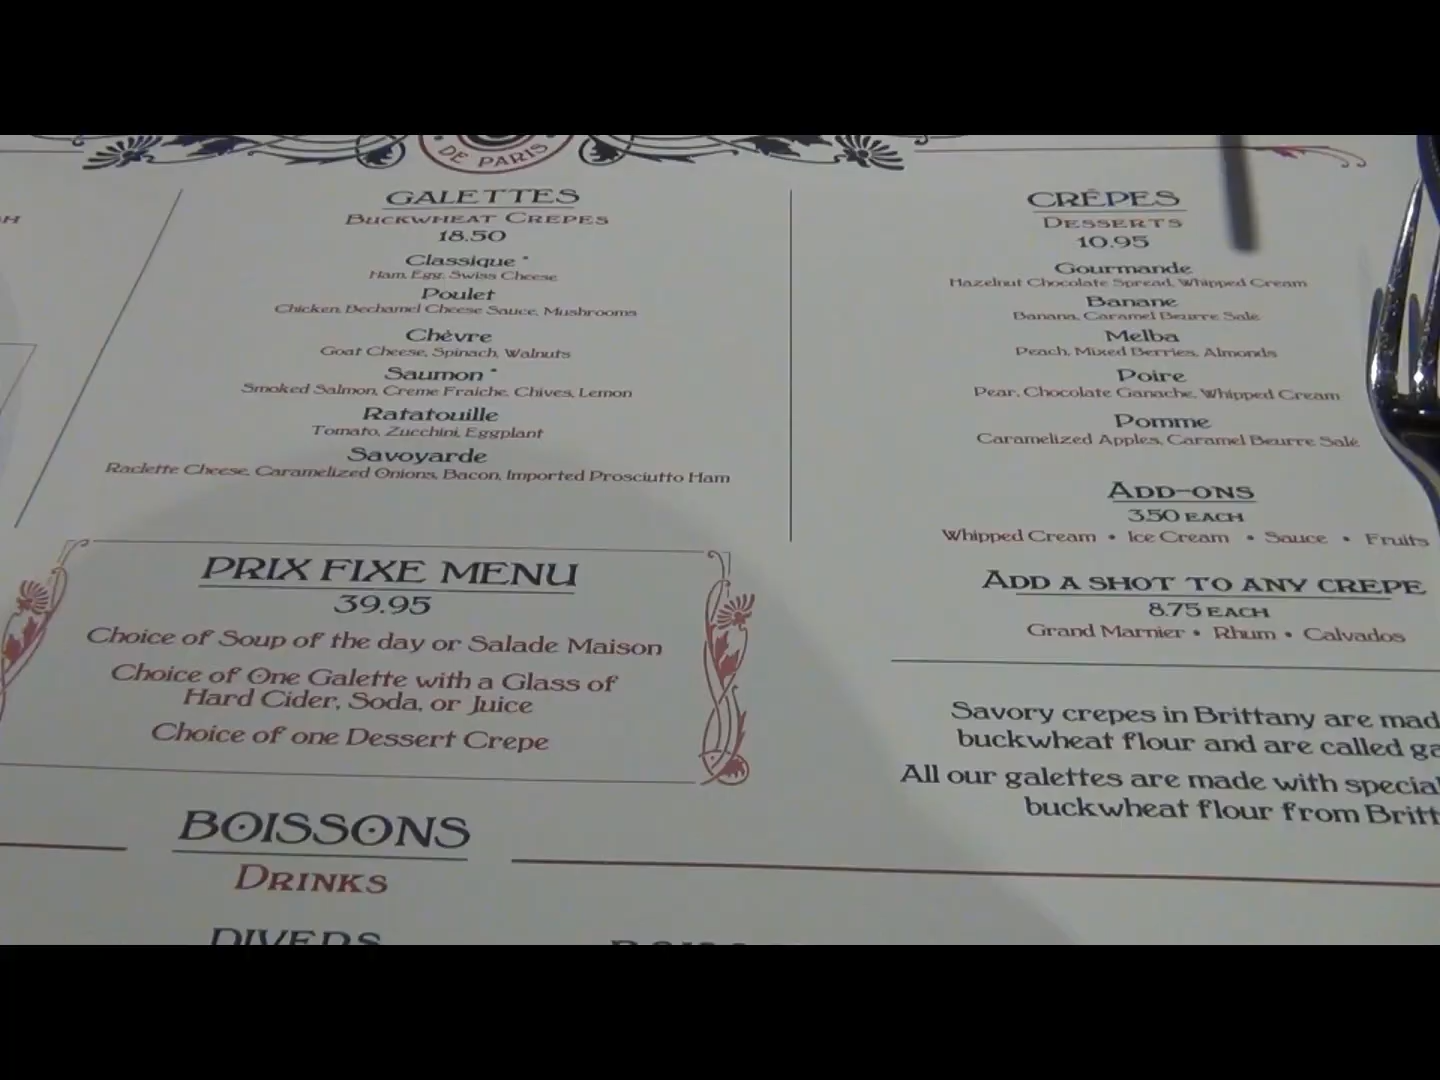 DE PARIS
GALETTES
BUCKWHEAT CREPES
18.50
Classique *
Ham, Egg, Swiss Cheese
Poulet
Chicken, Bechamel Cheese Sauce, Mushrooms
Chèvre
Goat Cheese, Spinach, Walnuts
Saumon *
Smoked Salmon, Creme Fraiche, Chives, Lemon
Ratatouille
Tomato, Zucchini, Eggplant
Savoyarde
Raclette Cheese, Caramelized Onions, Bacon, Imported Prosciutto Ham
CRÊPES
DESSERTS
10.95
Gourmande
Hazelnut Chocolate Spread, Whipped Cream
Banane
Banana, Caramel Beurre Salé
Melba
Peach, Mixed Berries, Almonds
Poire
Pear, Chocolate Ganache, Whipped Cream
Pomme
Caramelized Apples, Caramel Beurre Salé
ADD-ONS
3.50 EACH
Whipped Cream • Ice Cream • Sauce • Fruits
ADD A SHOT TO ANY CREPE
8.75 EACH
Grand Marnier • Rhum • Calvados
Savory crepes in Brittany are mad
buckwheat flour and are called ga
All our galettes are made with special
buckwheat flour from Britt
PRIX FIXE MENU
39.95
Choice of Soup of the day or Salade Maison
Choice of One Galette with a Glass of
Hard Cider, Soda, or Juice
Choice of one Dessert Crepe
BOISSONS
DRINKS
DIVERS